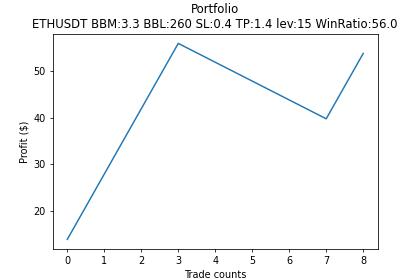 Portfolio
ETHUSDT BBM:3.3 BBL:260 SL:0.4 TP:1.4 lev:15 WinRatio:56.0
50
40
30
20
Profit ($)
0 1 2 3 4 5 6 7 8
Trade counts